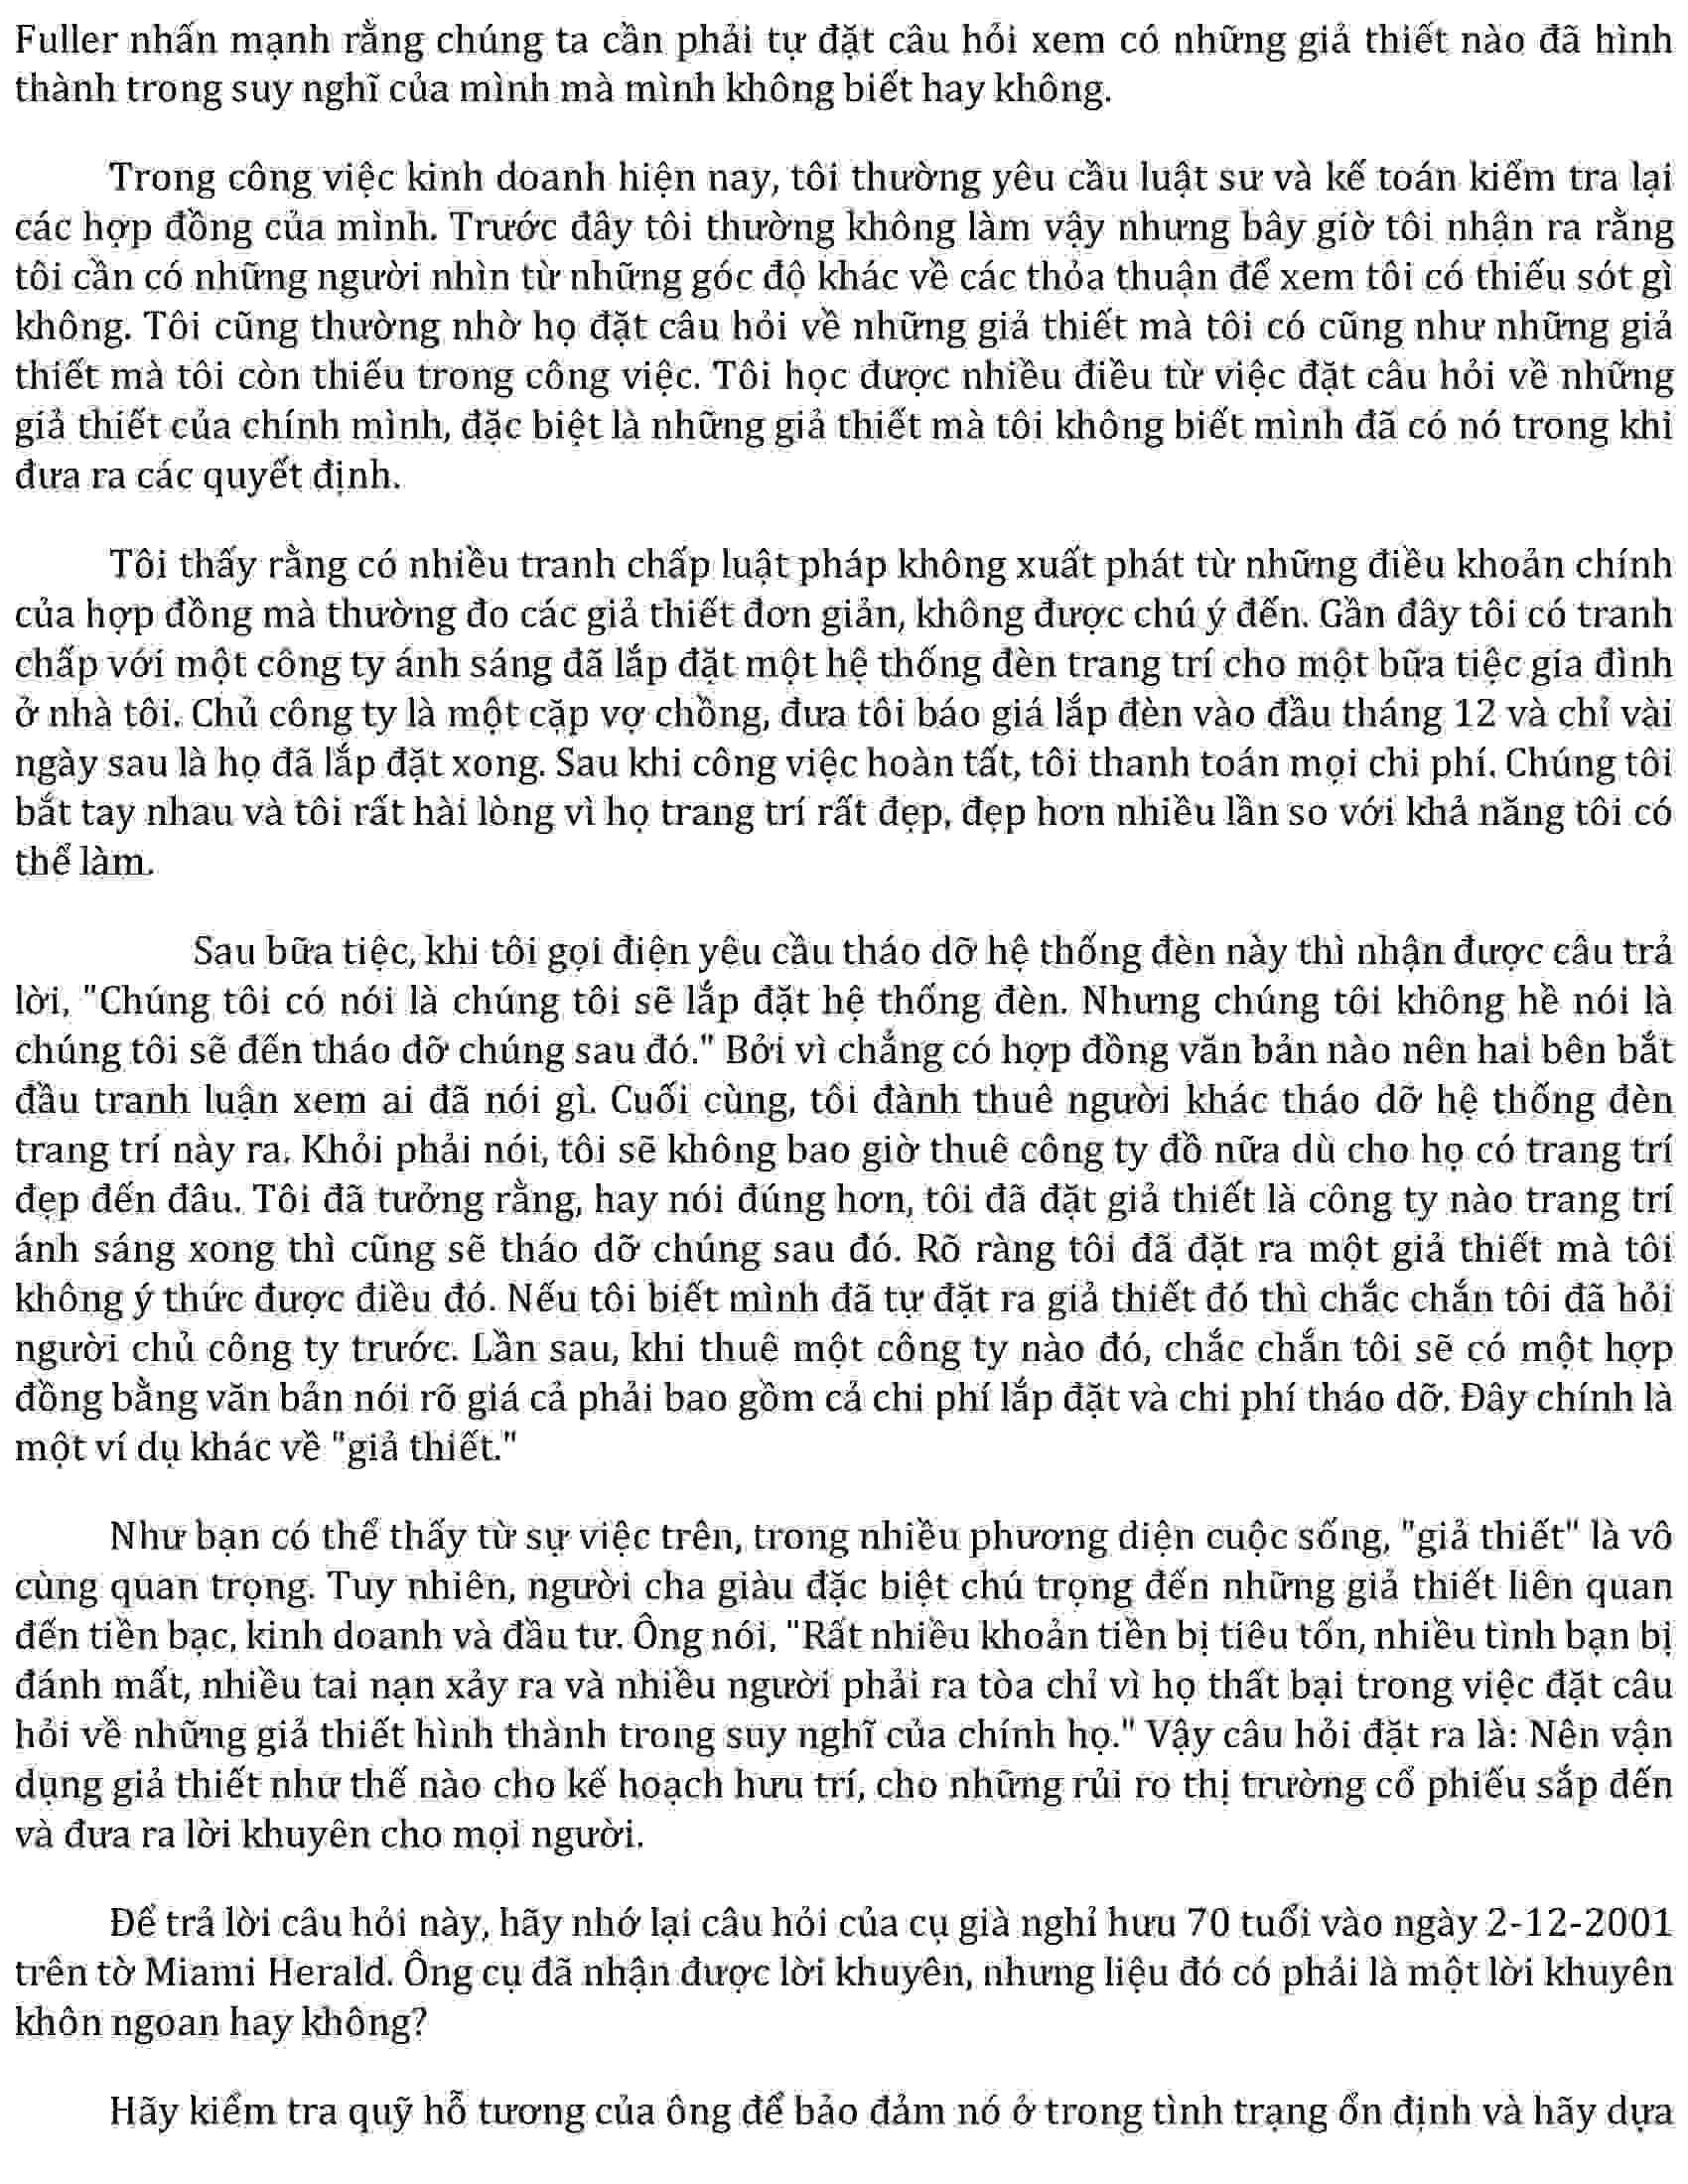 Fuller nhấn mạnh rằng chúng ta cần phải tự đặt câu hỏi xem có những giả thiết nào đã hình
thành trong suy nghĩ của mình mà mình không biết hay không.
Trong công việc kinh doanh hiện nay, tôi thường yêu cầu luật sư và kế toán kiểm tra lại
các hợp đồng của mình. Trước đây tôi thường không làm vậy nhưng bây giờ tôi nhận ra rằng
tôi cần có những người nhìn từ những góc độ khác về các thỏa thuận để xem tôi có thiếu sót gì
không. Tôi cũng thường nhờ họ đặt câu hỏi về những giả thiết mà tôi có cũng như những giả
thiết mà tôi còn thiếu trong công việc. Tôi học được nhiều điều từ việc đặt câu hỏi về những
giả thiết của chính mình, đặc biệt là những giả thiết mà tôi không biết mình đã có nó trong khi
đưa ra các quyết định.
Tôi thấy rằng có nhiều tranh chấp luật pháp không xuất phát từ những điều khoản chính
của hợp đồng mà thường đo các giả thiết đơn giản, không được chú ý đến. Gần đây tôi có tranh
chấp với một công ty ánh sáng đã lắp đặt một hệ thống đèn trang trí cho một bữa tiệc gia đình
ở nhà tôi. Chủ công ty là một cặp vợ chồng, đưa tôi báo giá lắp đèn vào đầu tháng 12 và chỉ vài
ngày sau là họ đã lắp đặt xong. Sau khi công việc hoàn tất, tôi thanh toán mọi chi phí. Chúng tôi
bắt tay nhau và tôi rất hài lòng vì họ trang trí rất đẹp, đẹp hơn nhiều lần so với khả năng tôi có
thể làm.
Sau bữa tiệc, khi tôi gọi điện yêu cầu tháo dỡ hệ thống đèn này thì nhận được câu trả
lời, "Chúng tôi có nói là chúng tôi sẽ lắp đặt hệ thống đèn. Nhưng chúng tôi không hề nói là
chúng tôi sẽ đến tháo dỡ chúng sau đó." Bởi vì chẳng có hợp đồng văn bản nào nên hai bên bắt
đầu tranh luận xem ai đã nói gì. Cuối cùng, tôi đành thuê người khác tháo dỡ hệ thống đèn
trang trí này ra. Khỏi phải nói, tôi sẽ không bao giờ thuê công ty đồ nữa dù cho họ có trang trí
đẹp đến đâu. Tôi đã tưởng rằng, hay nói đúng hơn, tôi đã đặt giả thiết là công ty nào trang trí
ánh sáng xong thì cũng sẽ tháo dỡ chúng sau đó. Rõ ràng tôi đã đặt ra một giả thiết mà tôi
không ý thức được điều đó. Nếu tôi biết mình đã tự đặt ra giả thiết đó thì chắc chắn tôi đã hỏi
người chủ công ty trước. Lần sau, khi thuê một công ty nào đó, chắc chắn tôi sẽ có một hợp
đồng bằng văn bản nói rõ giá cả phải bao gồm cả chi phí lắp đặt và chi phí tháo dỡ. Đây chính là
một ví dụ khác về "giả thiết."
Như bạn có thể thấy từ sự việc trên, trong nhiều phương diện cuộc sống, "giả thiết" là vô
cùng quan trọng. Tuy nhiên, người cha giàu đặc biệt chú trọng đến những giả thiết liên quan
đến tiền bạc, kinh doanh và đầu tư. Ông nói, "Rất nhiều khoản tiền bị tiêu tốn, nhiều tình bạn bị
đánh mất, nhiều tai nạn xảy ra và nhiều người phải ra tòa chỉ vì họ thất bại trong việc đặt câu
hỏi về những giả thiết hình thành trong suy nghĩ của chính họ." Vậy câu hỏi đặt ra là: Nên vận
dụng giả thiết như thế nào cho kế hoạch hưu trí, cho những rủi ro thị trường cổ phiếu sắp đến
và đưa ra lời khuyên cho mọi người.
Để trả lời câu hỏi này, hãy nhớ lại câu hỏi của cụ già nghỉ hưu 70 tuổi vào ngày 2-12-2001
trên tờ Miami Herald. Ông cụ đã nhận được lời khuyên, nhưng liệu đó có phải là một lời khuyên
khôn ngoan hay không?
Hãy kiểm tra quỹ hỗ tương của ông để bảo đảm nó ở trong tình trạng ổn định và hãy dựa